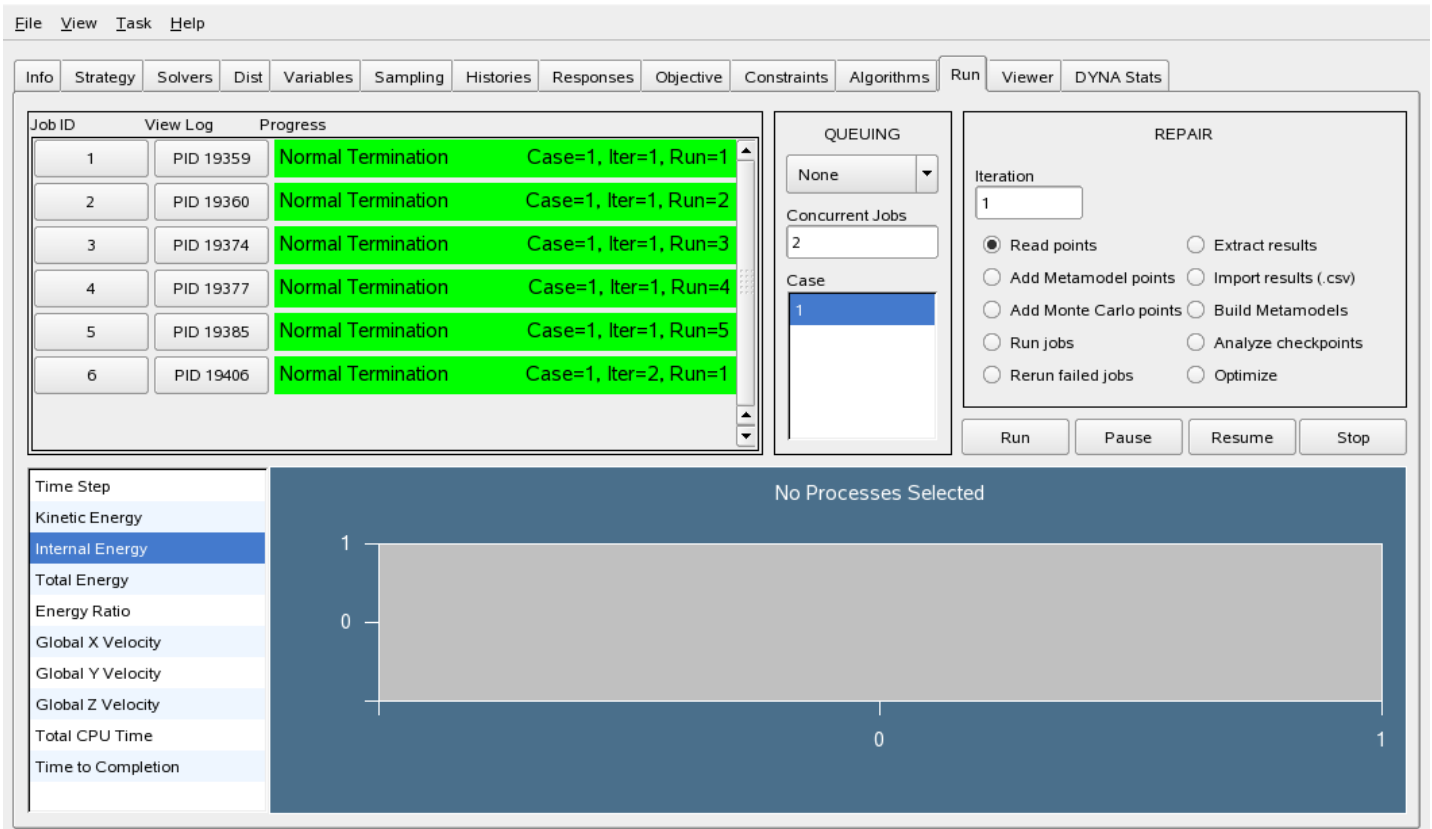 File View Task Help
Info Strategy Solvers Dist Variables Sampling Histories Responses Objective Constraints Algorithms Run Viewer DYNA Stats
Job ID View Log Progress
1 PID 19359 Normal Termination Case=1, Iter=1, Run=1
2 PID 19360 Normal Termination Case=1, Iter=1, Run=2
3 PID 19374 Normal Termination Case=1, Iter=1, Run=3
4 PID 19377 Normal Termination Case=1, Iter=1, Run=4
5 PID 19385 Normal Termination Case=1, Iter=1, Run=5
6 PID 19406 Normal Termination Case=1, Iter=2, Run=1
QUEUING
None
Concurrent Jobs
2
Case
1
REPAIR
Iteration
1
Read points Extract results
Add Metamodel points Import results (.csv)
Add Monte Carlo points Build Metamodels
Run jobs Analyze checkpoints
Rerun failed jobs Optimize
Run Pause Resume Stop
Time Step
Kinetic Energy
Internal Energy
Total Energy
Energy Ratio
Global X Velocity
Global Y Velocity
Global Z Velocity
Total CPU Time
Time to Completion
No Processes Selected
1
0
0 1